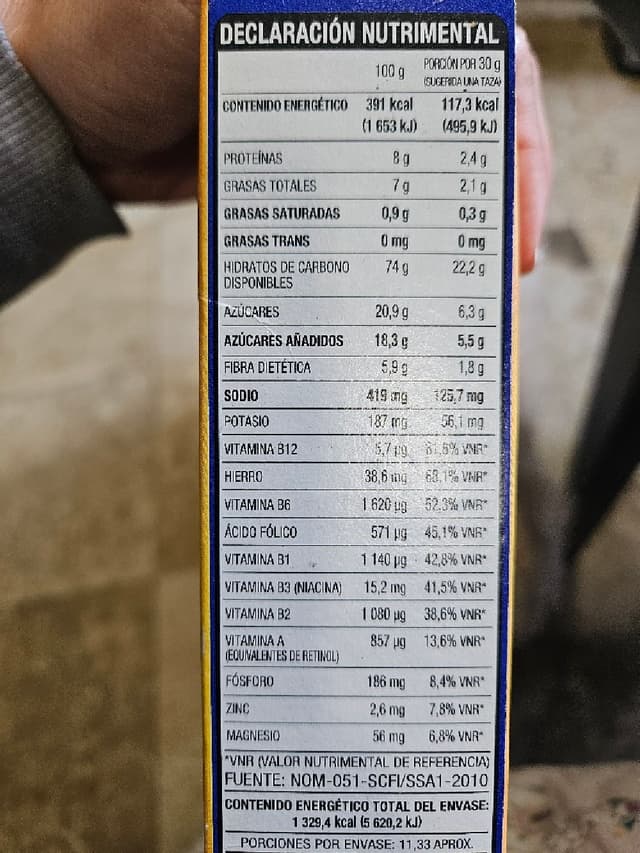 DECLARACIÓN NUTRIMENTAL
100 g PORCIÓN POR 30 g
(SUGERIDA UNA TAZA)
CONTENIDO ENERGÉTICO 391 kcal 117,3 kcal
(1 653 kJ) (495,9 kJ)
PROTEÍNAS 8 g 2,4 g
GRASAS TOTALES 7 g 2,1 g
GRASAS SATURADAS 0,9 g 0,3 g
GRASAS TRANS 0 mg 0 mg
HIDRATOS DE CARBONO 74 g 22,2 g
DISPONIBLES
AZÚCARES 20,9 g 6,3 g
AZÚCARES AÑADIDOS 18,3 g 5,5 g
FIBRA DIETÉTICA 5,9 g 1,8 g
SODIO 419 mg 125,7 mg
POTASIO 187 mg 56,1 mg
VITAMINA B12 5,7 µg VNR*
HIERRO 38,6 mg 68,1% VNR*
VITAMINA B6 1 620 µg 52,3% VNR*
ÁCIDO FÓLICO 571 µg 45,1% VNR*
VITAMINA B1 1 140 µg 42,8% VNR*
VITAMINA B3 (NIACINA) 15,2 mg 41,5% VNR*
VITAMINA B2 1 080 µg 38,6% VNR*
VITAMINA A 857 µg 13,6% VNR*
(EQUIVALENTES DE RETINOL)
FÓSFORO 186 mg 8,4% VNR*
ZINC 2,6 mg 7,8% VNR*
MAGNESIO 56 mg 6,8% VNR*
*VNR (VALOR NUTRIMENTAL DE REFERENCIA)
FUENTE: NOM-051-SCFI/SSA1-2010
CONTENIDO ENERGÉTICO TOTAL DEL ENVASE:
1 329,4 kcal (5 620,2 kJ)
PORCIONES POR ENVASE: 11,33 APROX.